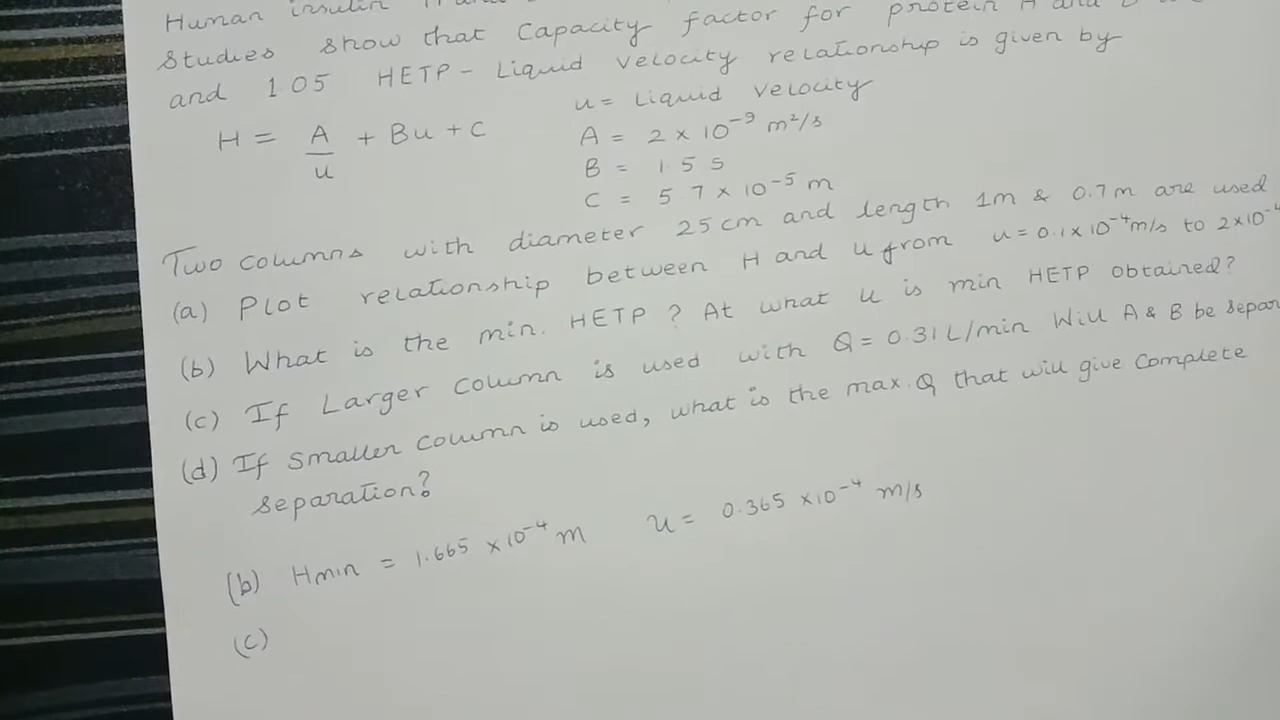 Human insulin
Studies show that Capacity factor for protein A and B
and 1.05 HETP - Liquid velocity relationship is given by
H = A/u + Bu + C
u = Liquid Velocity
A = 2 × 10⁻⁹ m²/s
B = 1.5 s
C = 5.7 × 10⁻⁵ m
Two columns with diameter 25 cm and length 1m & 0.7m are used
(a) Plot relationship between H and u from u = 0.1×10⁻⁴m/s to 2×10⁻⁴
(b) What is the min. HETP ? At what u is min HETP obtained?
(c) If Larger column is used with Q = 0.31 L/min Will A & B be separ
(d) If smaller column is used, what is the max. Q that will give Complete
separation?
(b) Hmin = 1.665 ×10⁻⁴ m u = 0.365 ×10⁻⁴ m/s
(c)